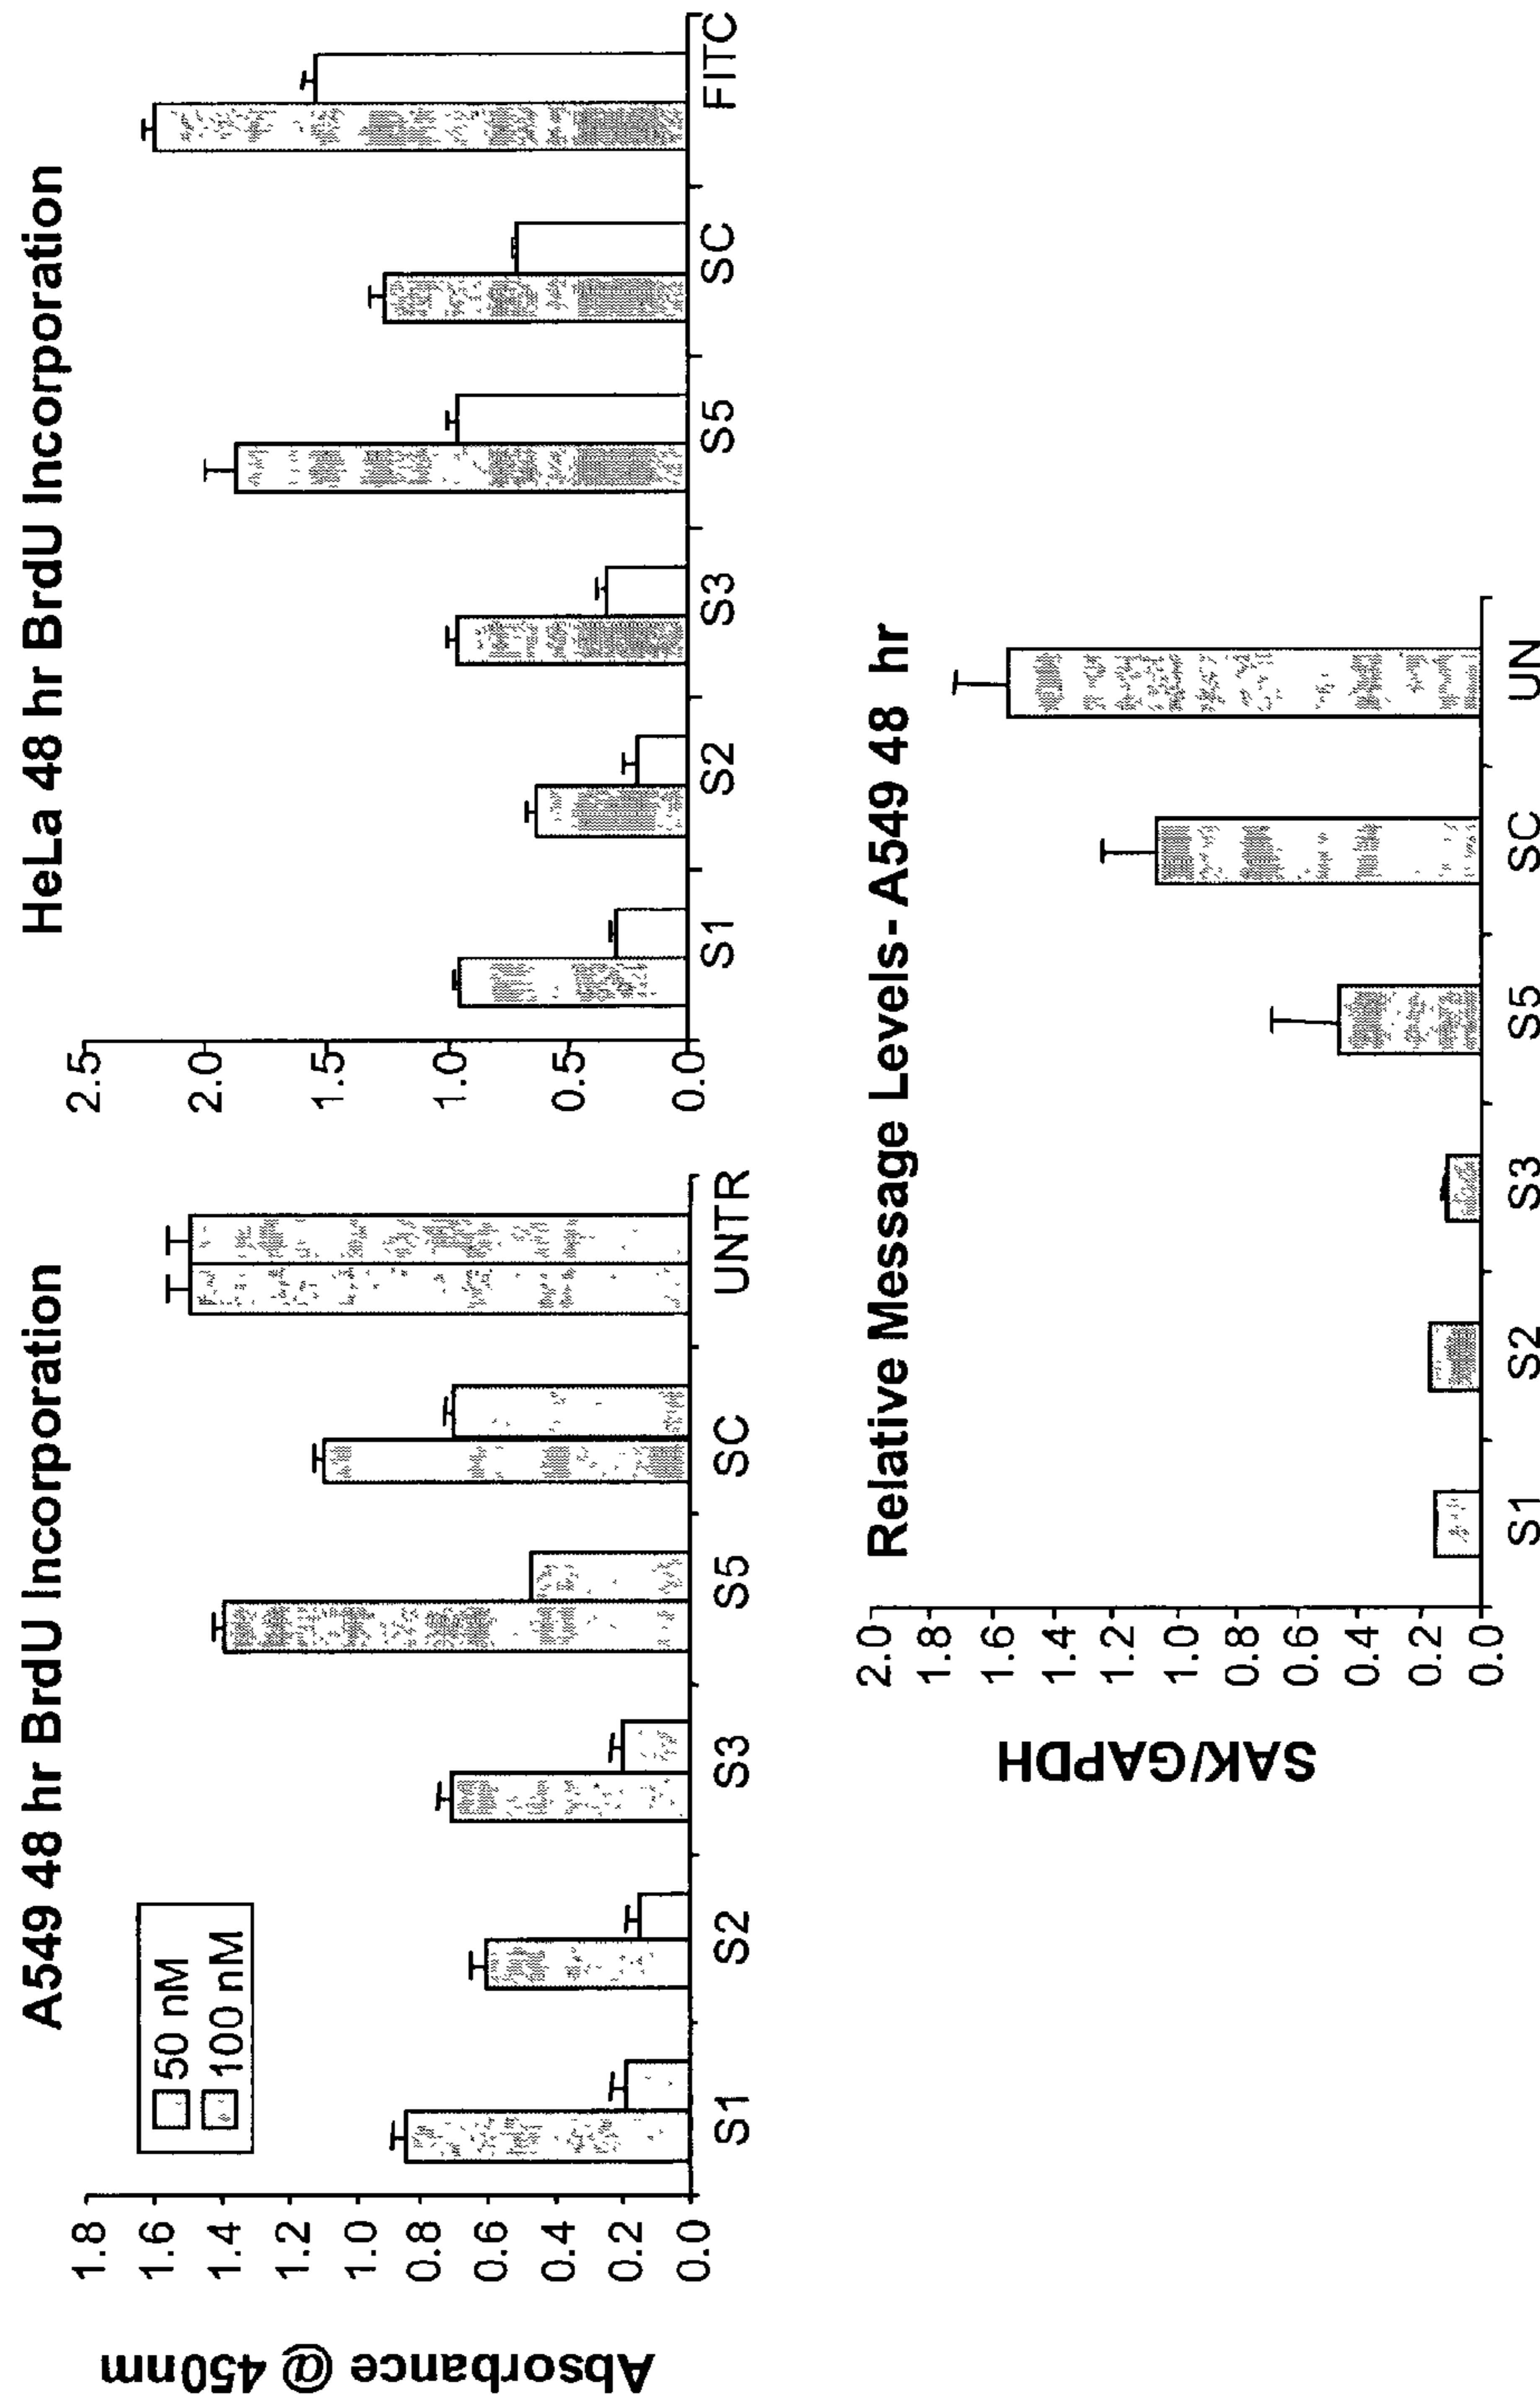 A549 48 hr BrdU Incorporation
Absorbance @ 450nm
1.8
1.6
1.4
1.2
1.0
0.8
0.6
0.4
0.2
0.0
50 nM
100 nM
S1 S2 S3 S5 SC UNTR
HeLa 48 hr BrdU Incorporation
2.5
2.0
1.5
1.0
0.5
0.0
S1 S2 S3 S5 SC FITC
Relative Message Levels- A549 48 hr
SAK/GAPDH
2.0
1.8
1.6
1.4
1.2
1.0
0.8
0.6
0.4
0.2
0.0
S1 S2 S3 S5 SC UN